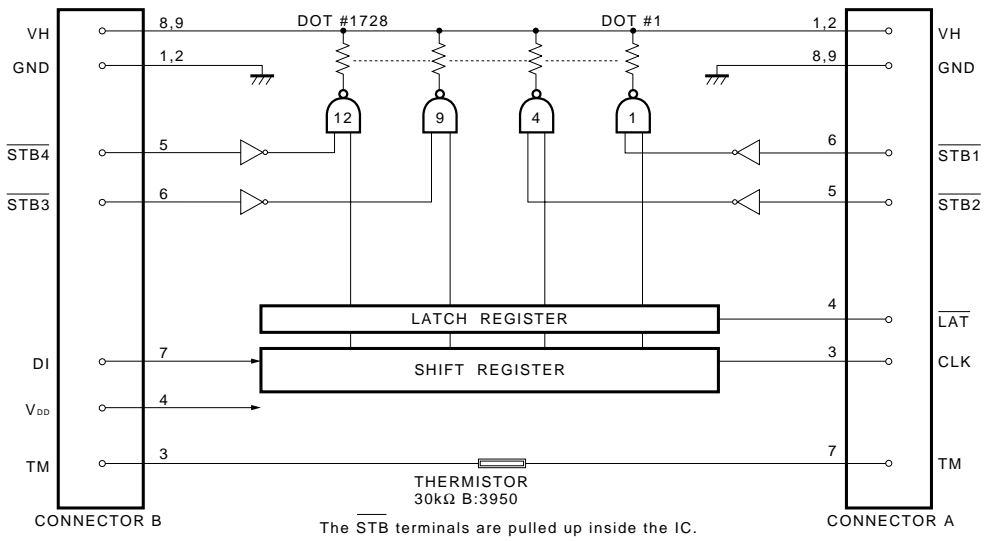 8,9 DOT #1728 DOT #1 1,2
VH VH
1,2 8,9
GND GND
12 9 4 1
5 6
STB4 STB1
6 5
STB3 STB2
4
LATCH REGISTER LAT
7 3
DI SHIFT REGISTER CLK
4
VDD
3 7
TM TM
THERMISTOR
30kΩ B:3950
CONNECTOR B CONNECTOR A
The STB terminals are pulled up inside the IC.